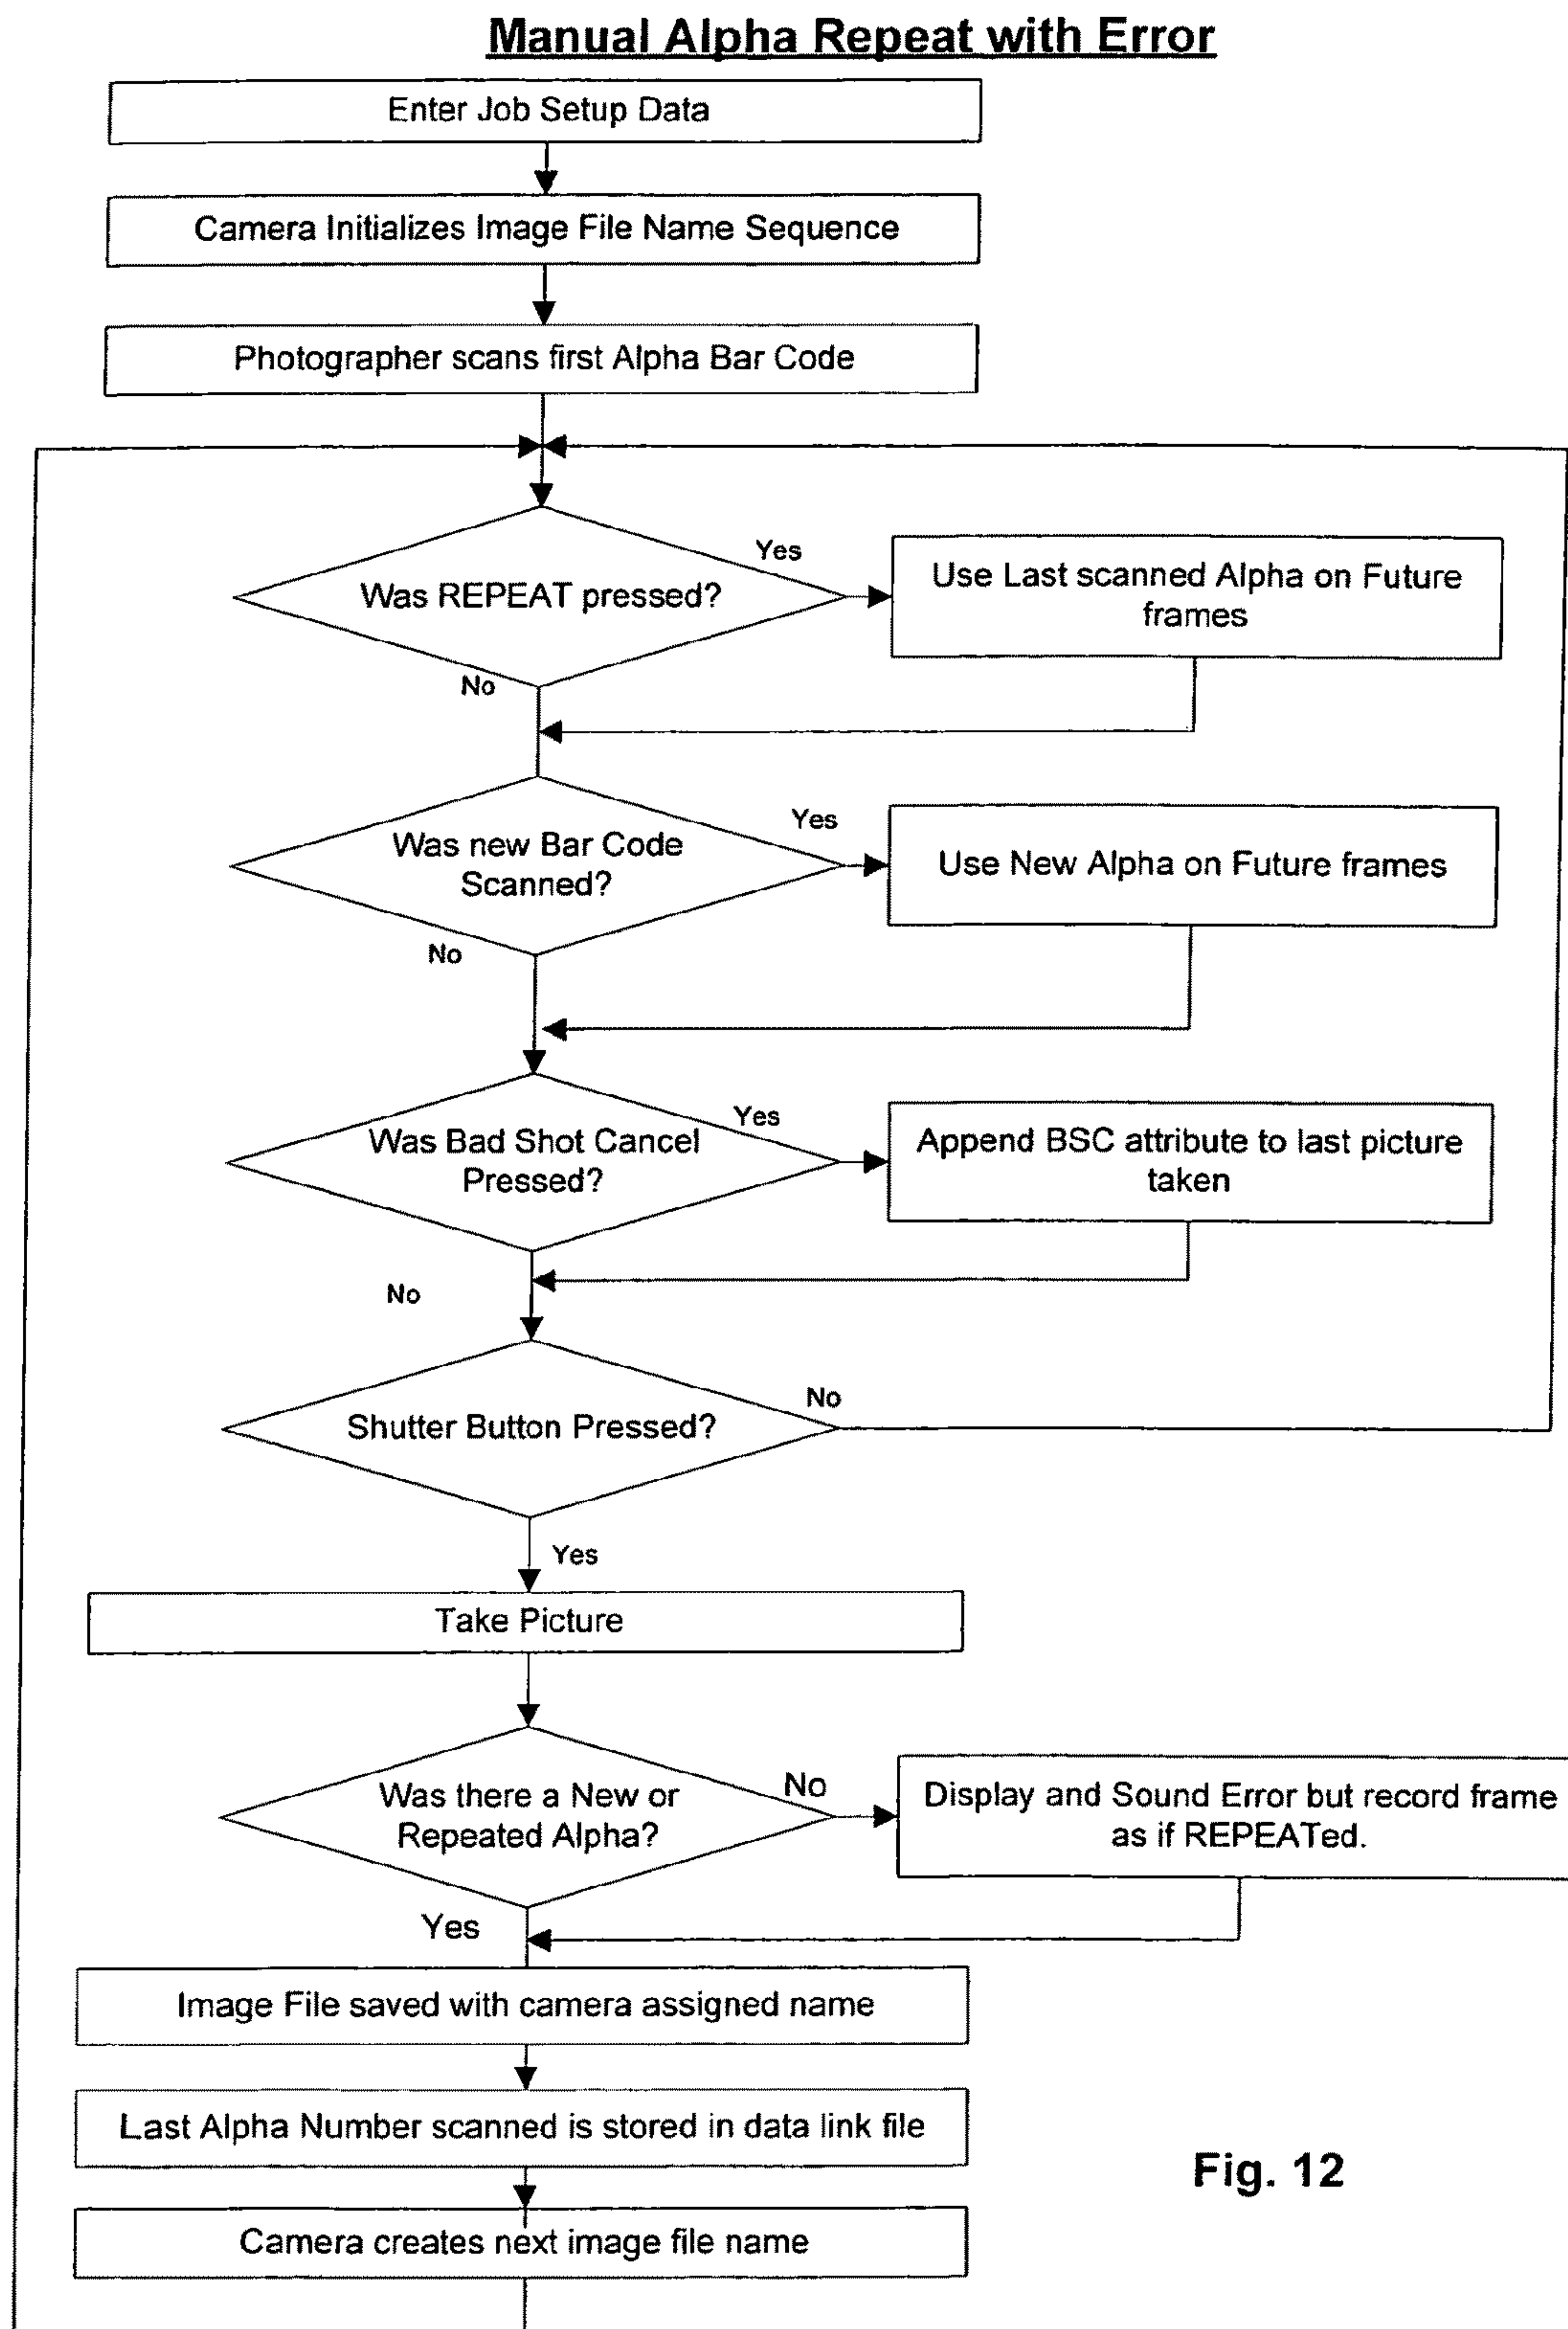 Manual Alpha Repeat with Error
Enter Job Setup Data
Camera Initializes Image File Name Sequence
Photographer scans first Alpha Bar Code
Was REPEAT pressed?
Yes
Use Last scanned Alpha on Future
frames
No
Was new Bar Code
Scanned?
Yes
Use New Alpha on Future frames
No
Was Bad Shot Cancel
Pressed?
Yes
Append BSC attribute to last picture
taken
No
Shutter Button Pressed?
No
Yes
Take Picture
Was there a New or
Repeated Alpha?
No
Display and Sound Error but record frame
as if REPEATed.
Yes
Image File saved with camera assigned name
Last Alpha Number scanned is stored in data link file
Camera creates next image file name
Fig. 12